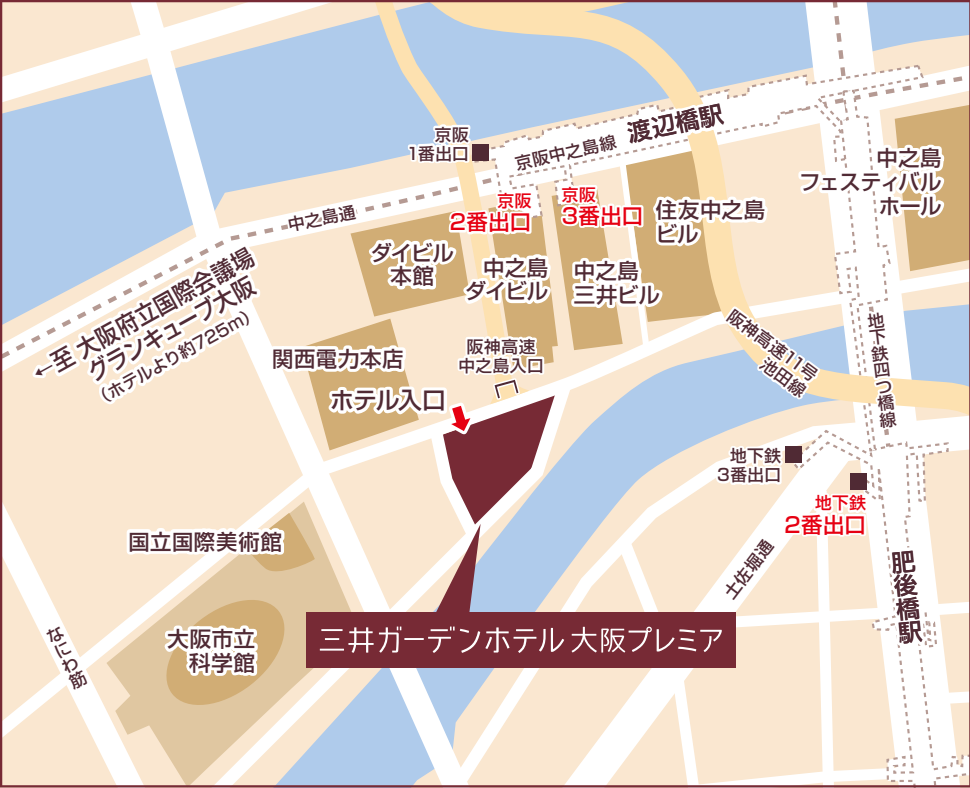 京阪
1番出口
京阪中之島線
渡辺橋駅
中之島
フェスティバル
ホール
中之島通
京阪
2番出口
京阪
3番出口
住友中之島
ビル
ダイビル
本館
中之島
ダイビル
中之島
三井ビル
←至 大阪府立国際会議場
グランキューブ大阪
(ホテルより約725m)
関西電力本店
阪神高速
中之島入口
阪神高速11号
池田線
地下鉄四つ橋線
ホテル入口
地下鉄
3番出口
地下鉄
2番出口
国立国際美術館
土佐堀通
肥後橋駅
大阪市立
科学館
なにわ筋
三井ガーデンホテル 大阪プレミア